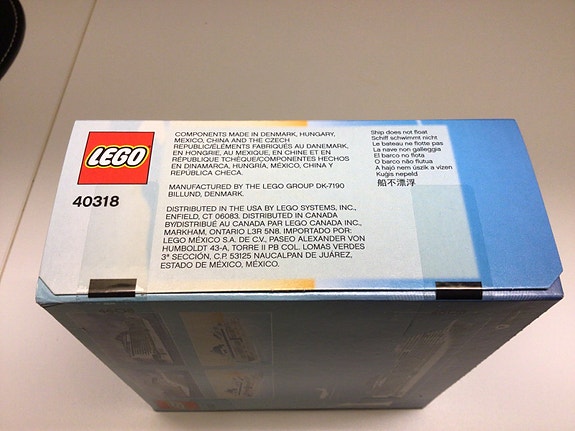 LEGO
40318
COMPONENTS MADE IN DENMARK, HUNGARY,
MEXICO, CHINA AND THE CZECH
REPUBLIC/ÉLÉMENTS FABRIQUÉS AU DANEMARK,
EN HONGRIE, AU MEXIQUE, EN CHINE ET EN
RÉPUBLIQUE TCHÈQUE/COMPONENTES HECHOS
EN DINAMARCA, HUNGRÍA, MÉXICO, CHINA Y
REPÚBLICA CHECA.
MANUFACTURED BY THE LEGO GROUP DK-7190
BILLUND, DENMARK.
DISTRIBUTED IN THE USA BY LEGO SYSTEMS, INC.,
ENFIELD, CT 06083. DISTRIBUTED IN CANADA
BY/DISTRIBUÉ AU CANADA PAR LEGO CANADA INC.,
MARKHAM, ONTARIO L3R 5N8. IMPORTADO POR:
LEGO MÉXICO S.A. DE C.V., PASEO ALEXANDER VON
HUMBOLDT 43-A, TORRE II PB COL. LOMAS VERDES
3ª SECCIÓN, C.P. 53125 NAUCALPAN DE JUÁREZ,
ESTADO DE MÉXICO, MÉXICO.
Ship does not float
Schiff schwimmt nicht
Le bateau ne flotte pas
La nave non galleggia
El barco no flota
O barco não flutua
A hajó nem úszik a vízen
Kuģis nepeld
船不漂浮